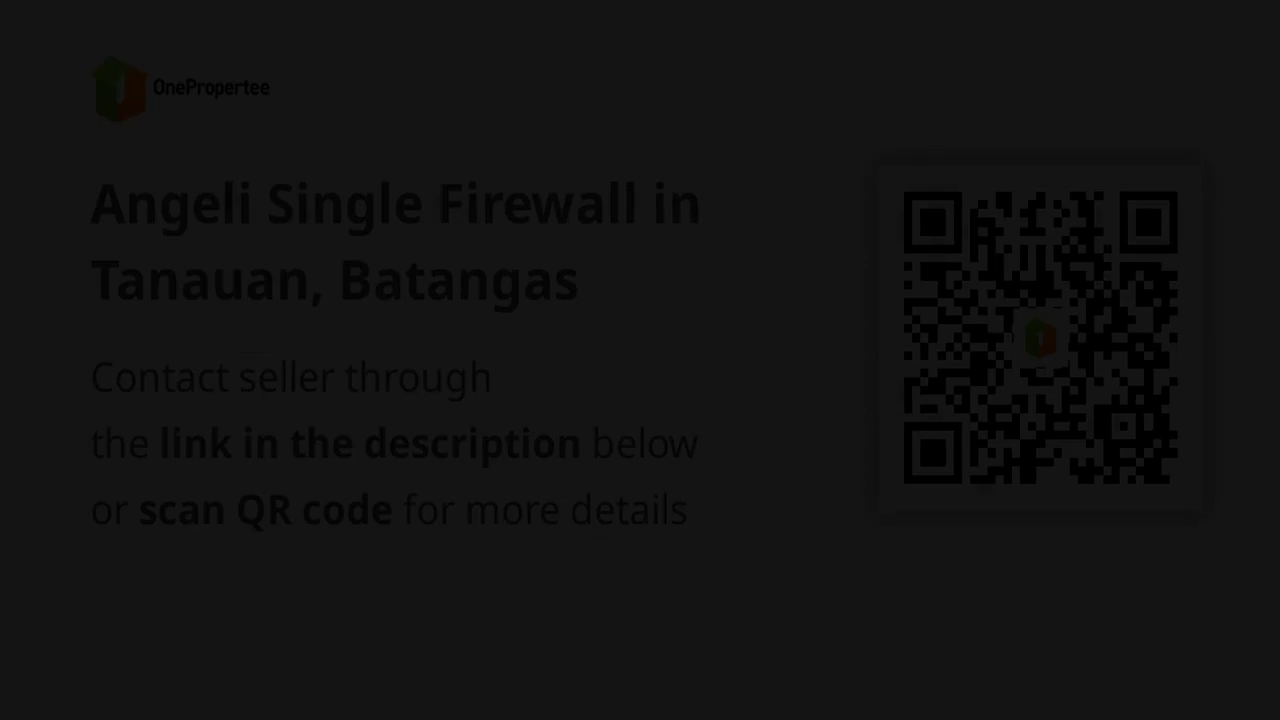 OnePropertee
Angeli Single Firewall in
Tanauan, Batangas
Contact seller through
the link in the description below
or scan QR code for more details